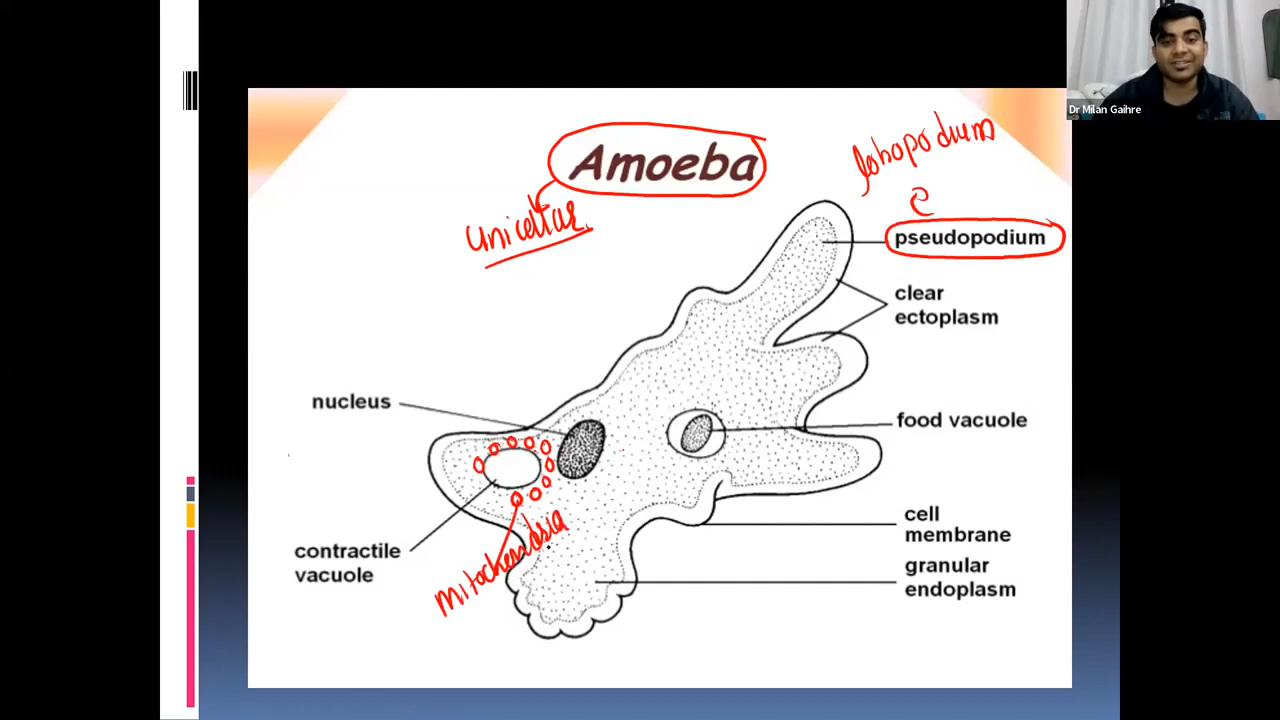 Dr Milan Gaihre
lobopodium
Amoeba
unicellar
pseudopodium
clear
ectoplasm
nucleus
food vacuole
contractile
vacuole
mitochondria
cell
membrane
granular
endoplasm